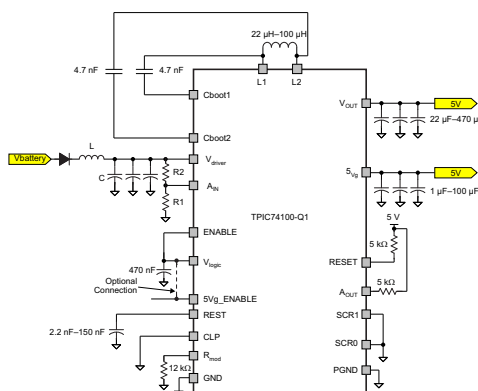 22 µH–100 µH
4.7 nF
4.7 nF
L1
L2
Cboot1
Cboot2
VOUT
5V
22 µF–470 µ
Vbattery
L
C
R2
R1
Vdriver
AIN
5Vg
5V
1 µF–100 µF
TPIC74100-Q1
5 V
5 kΩ
ENABLE
RESET
Vlogic
470 nF
Optional
Connection
5Vg_ENABLE
5 kΩ
AOUT
REST
SCR1
2.2 nF–150 nF
CLP
SCR0
Rmod
12 kΩ
GND
PGND